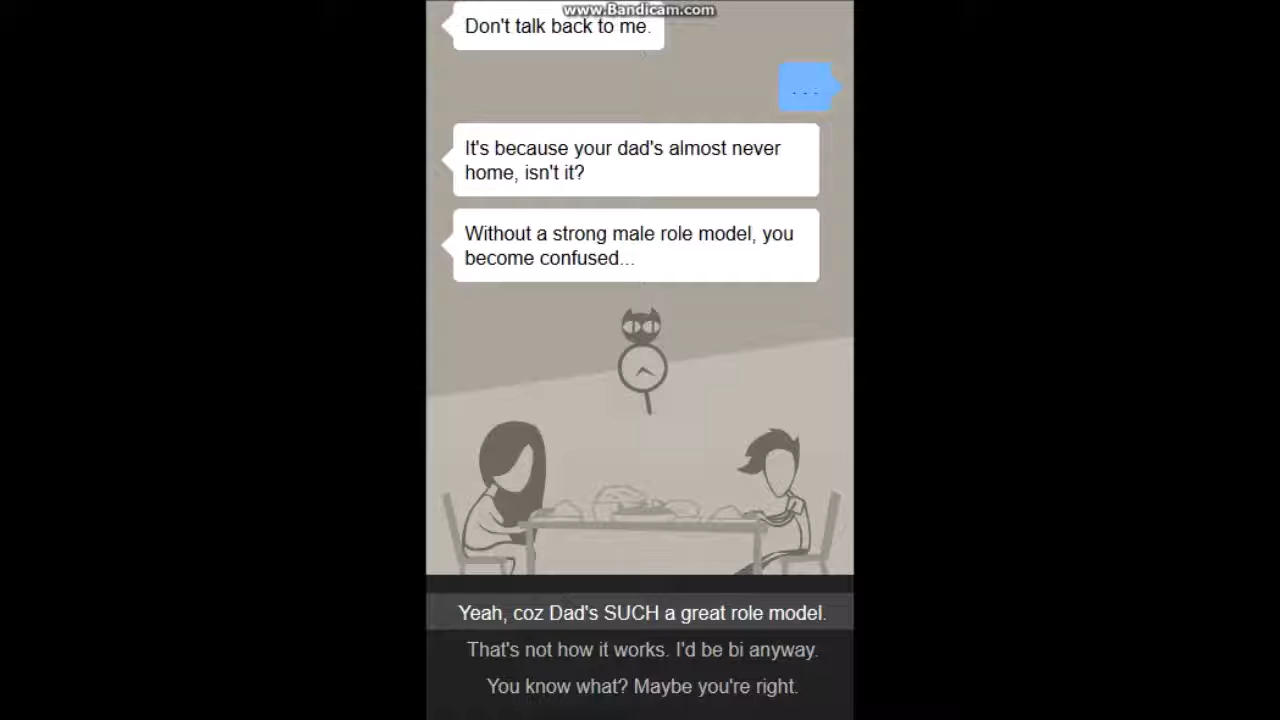 www.Bandicam.com
Don't talk back to me.
...
It's because your dad's almost never
home, isn't it?
Without a strong male role model, you
become confused...
Yeah, coz Dad's SUCH a great role model.
That's not how it works. I'd be bi anyway.
You know what? Maybe you're right.